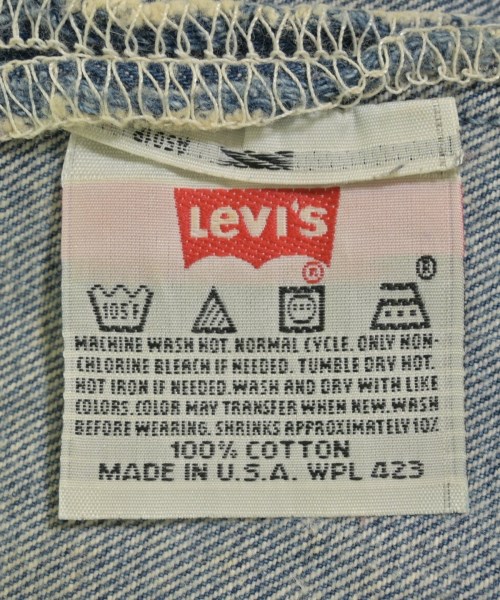 Levi's
®
®
105F
MACHINE WASH HOT. NORMAL CYCLE. ONLY NON-
CHLORINE BLEACH IF NEEDED. TUMBLE DRY HOT.
HOT IRON IF NEEDED. WASH AND DRY WITH LIKE
COLORS. COLOR MAY TRANSFER WHEN NEW. WASH
BEFORE WEARING. SHRINKS APPROXIMATELY 10%
100% COTTON
MADE IN U.S.A. WPL 423